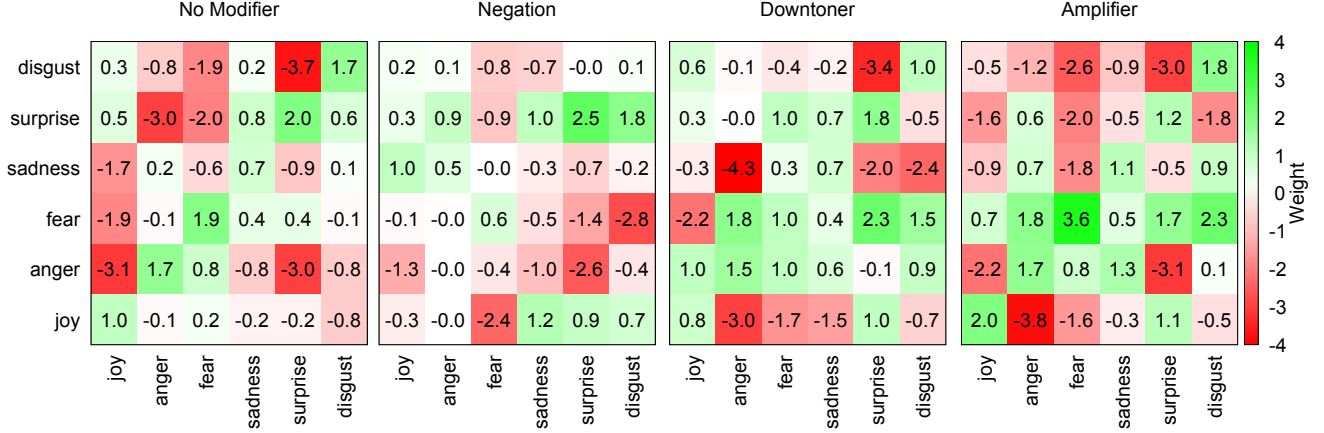 No Modifier Negation Downtoner Amplifier
disgust 0.3 -0.8 -1.9 0.2 -3.7 1.7 0.2 0.1 -0.8 -0.7 -0.0 0.1 0.6 -0.1 -0.4 -0.2 -3.4 1.0 -0.5 -1.2 -2.6 -0.9 -3.0 1.8
surprise 0.5 -3.0 -2.0 0.8 2.0 0.6 0.3 0.9 -0.9 1.0 2.5 1.8 0.3 -0.0 1.0 0.7 1.8 -0.5 -1.6 0.6 -2.0 -0.5 1.2 -1.8
sadness -1.7 0.2 -0.6 0.7 -0.9 0.1 1.0 0.5 -0.0 -0.3 -0.7 -0.2 -0.3 -4.3 0.3 0.7 -2.0 -2.4 -0.9 0.7 -1.8 1.1 -0.5 0.9
fear -1.9 -0.1 1.9 0.4 0.4 -0.1 -0.1 -0.0 0.6 -0.5 -1.4 -2.8 -2.2 1.8 1.0 0.4 2.3 1.5 0.7 1.8 3.6 0.5 1.7 2.3
anger -3.1 1.7 0.8 -0.8 -3.0 -0.8 -1.3 -0.0 -0.4 -1.0 -2.6 -0.4 1.0 1.5 1.0 0.6 -0.1 0.9 -2.2 1.7 0.8 1.3 -3.1 0.1
joy 1.0 -0.1 0.2 -0.2 -0.2 -0.8 -0.3 -0.0 -2.4 1.2 0.9 0.7 0.8 -3.0 -1.7 -1.5 1.0 -0.7 2.0 -3.8 -1.6 -0.3 1.1 -0.5
joy anger fear sadness surprise disgust joy anger fear sadness surprise disgust joy anger fear sadness surprise disgust joy anger fear sadness surprise disgust
4
3
2
1
0
-1
-2
-3
-4
Weight